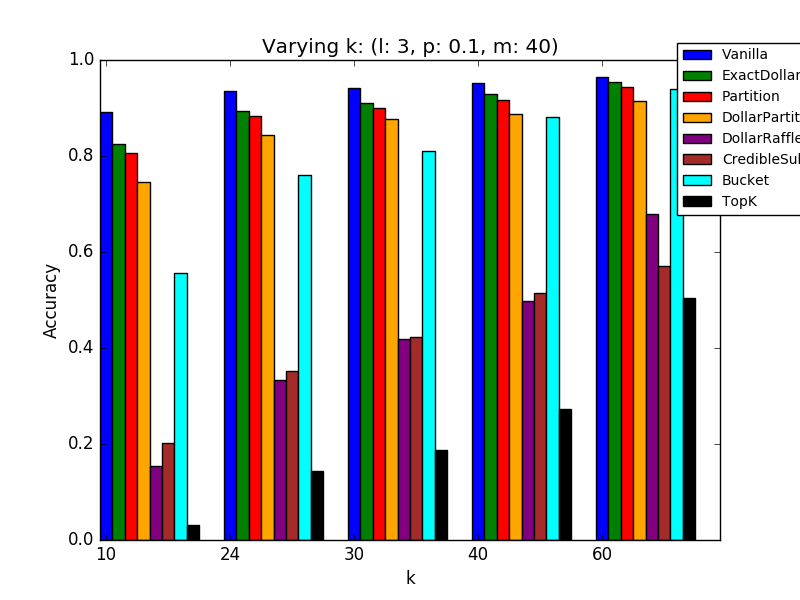 Varying k: (l: 3, p: 0.1, m: 40)
Vanilla
ExactDollar
Partition
DollarPartit
DollarRaffle
CredibleSu
Bucket
TopK
1.0
0.8
0.6
0.4
0.2
0.0
Accuracy
10 24 30 40 60
k